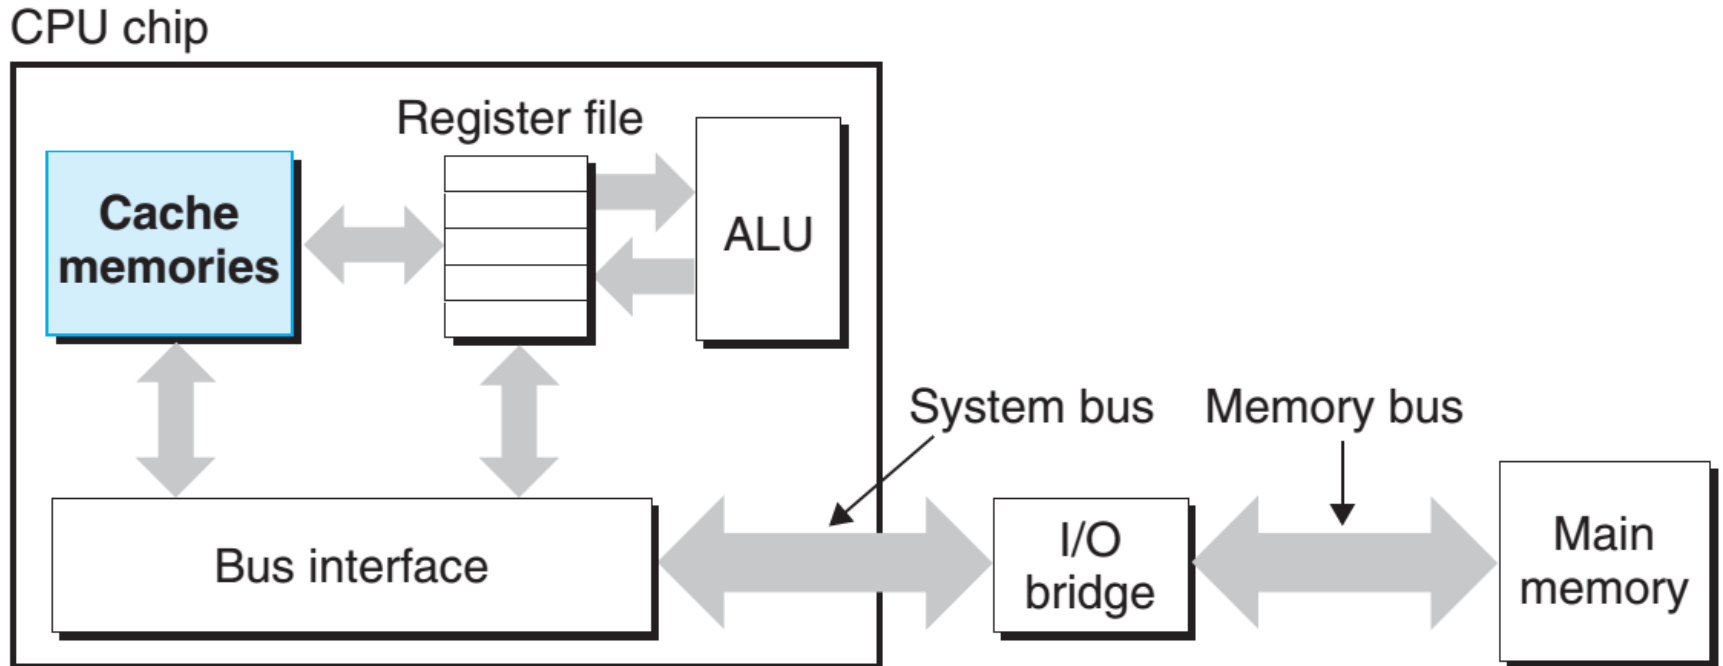 CPU chip
Register file
Cache
memories
ALU
System bus
Memory bus
Bus interface
I/O
bridge
Main
memory